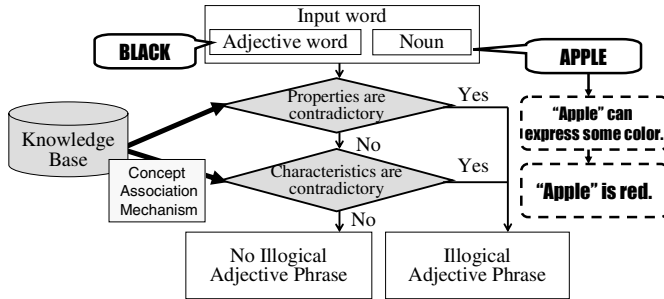 Input word
BLACK
Adjective word
Noun
APPLE
Properties are
contradictory
Yes
"Apple" can
express some color.
Knowledge
Base
No
Concept
Association
Mechanism
Characteristics are
contradictory
Yes
"Apple" is red.
No
No Illogical
Adjective Phrase
Illogical
Adjective Phrase